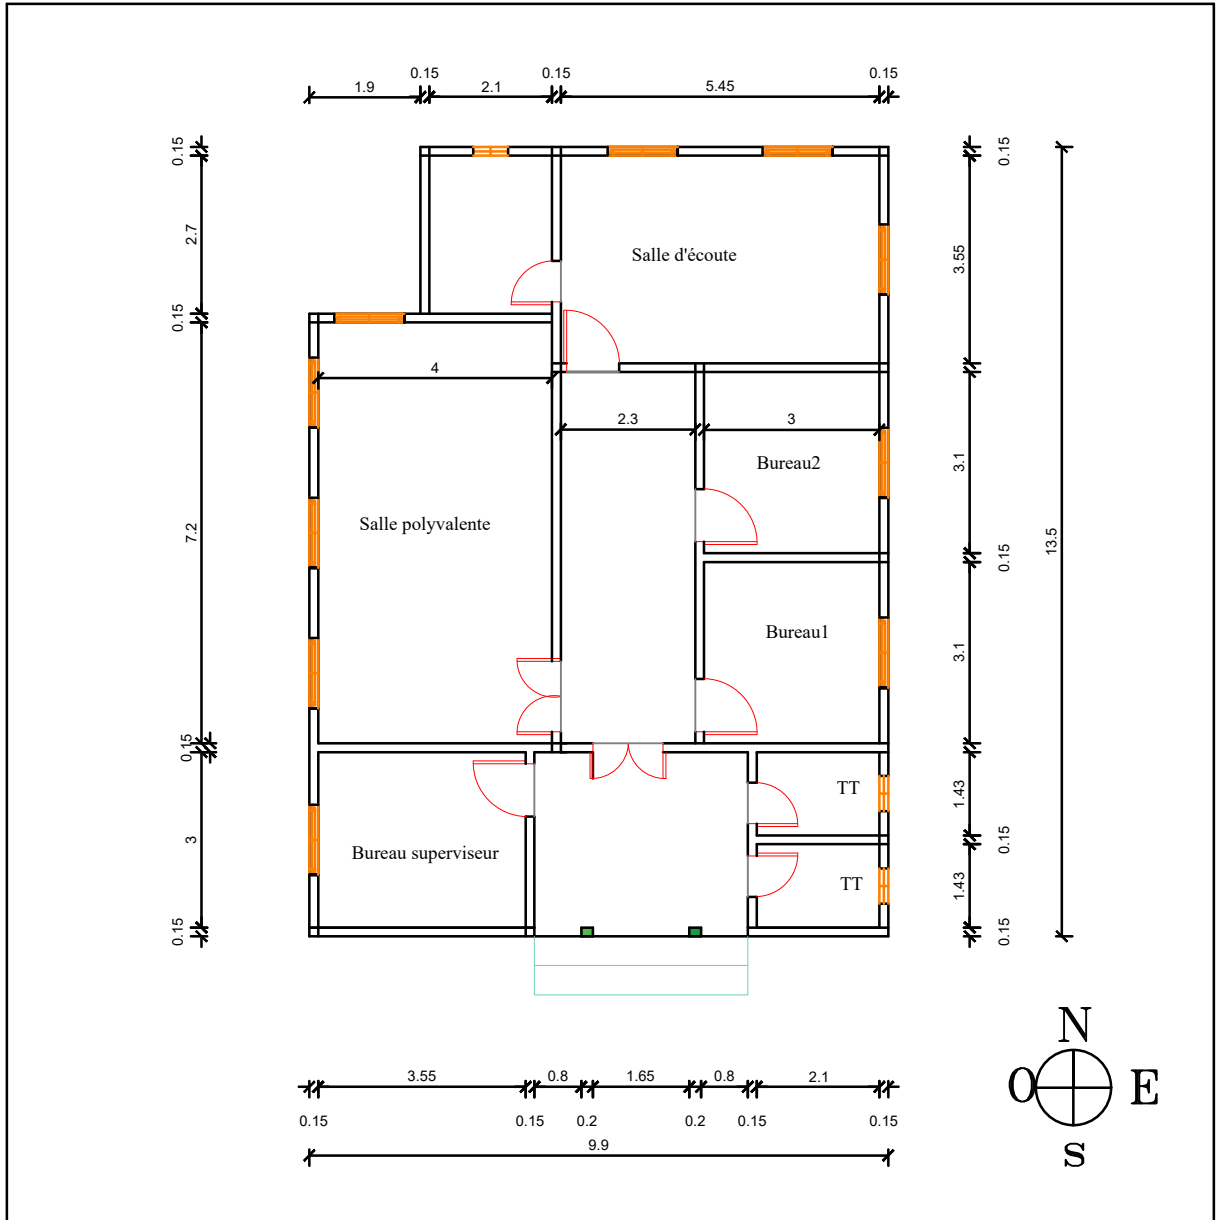 0.15 0.15 0.15
1.9 2.1 5.45
0.15 0.15
2.7 Salle d'écoute 3.55
0.15
4
2.3 3
Bureau2 3.1
13.5
Salle polyvalente
7.2 0.15
Bureau1 3.1
0.15
TT 1.43
3 Bureau superviseur 0.15
TT 1.43
0.15 0.15
N
3.55 0.8 1.65 0.8 2.1
O E
0.15 0.15 0.2 0.2 0.15 0.15
9.9
S